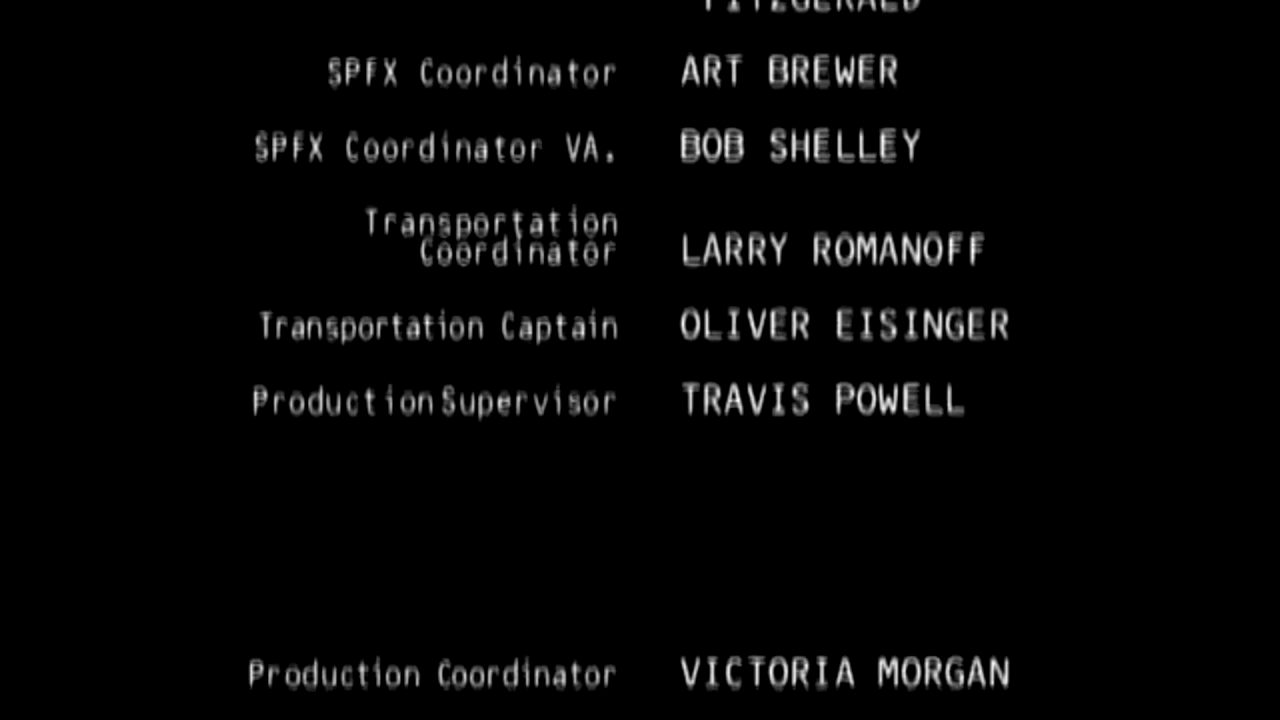 FITZGERALD
SPFX Coordinator ART BREWER
SPFX Coordinator VA. BOB SHELLEY
Transportation
Coordinator LARRY ROMANOFF
Transportation Captain OLIVER EISINGER
Production Supervisor TRAVIS POWELL
Production Coordinator VICTORIA MORGAN